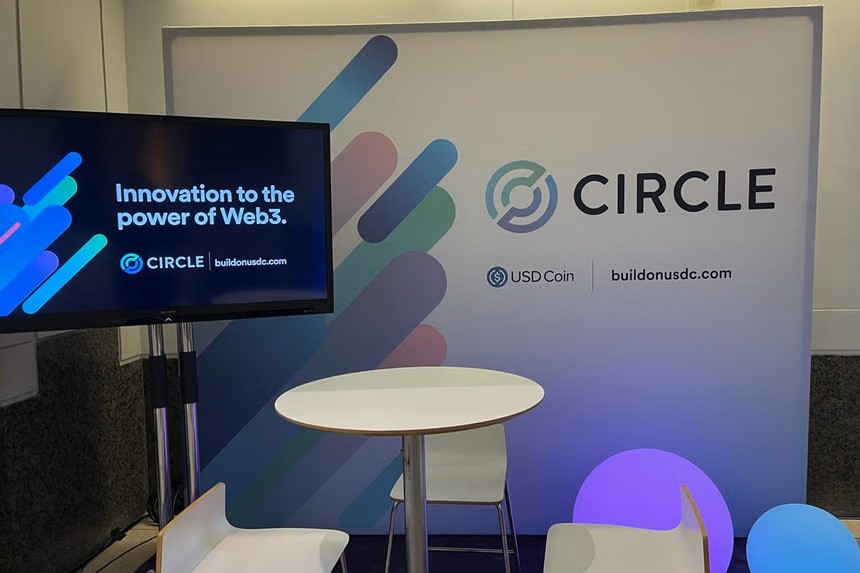 Innovation to the
power of Web3.
CIRCLE
buildonusdc.com
CIRCLE
USD Coin
buildonusdc.com